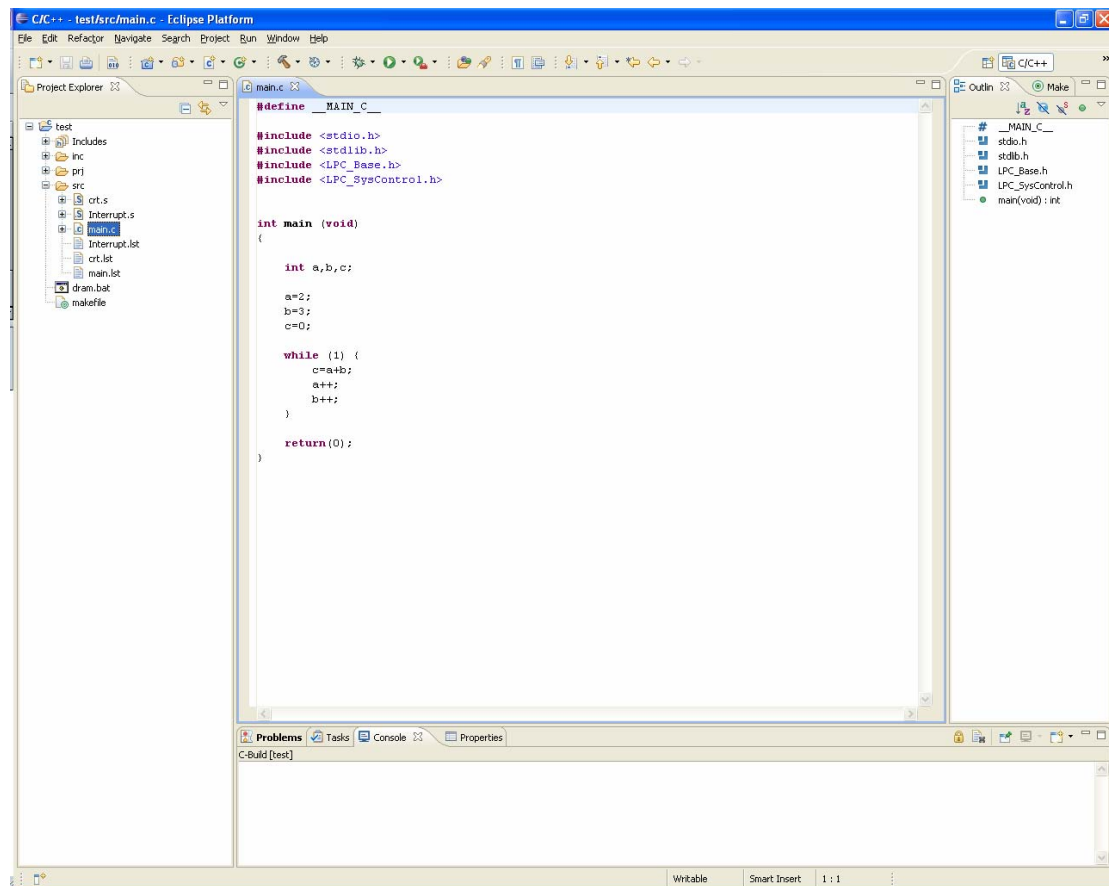 C/C++ - test/src/main.c - Eclipse Platform
File Edit Refactor Navigate Search Project Run Window Help
C/C++
Project Explorer
test
Includes
inc
prj
src
crt.s
Interrupt.s
main.c
Interrupt.lst
crt.lst
main.lst
dram.bat
makefile
main.c
#define __MAIN_C__
#include <stdio.h>
#include <stdlib.h>
#include <LPC_Base.h>
#include <LPC_SysControl.h>
int main (void)
{
int a,b,c;
a=2;
b=3;
c=0;
while (1) {
c=a+b;
a++;
b++;
}
return(0);
}
Outlin Make
# __MAIN_C__
stdio.h
stdlib.h
LPC_Base.h
LPC_SysControl.h
main(void) : int
Problems Tasks Console Properties
C-Build [test]
Writable Smart Insert 1 : 1